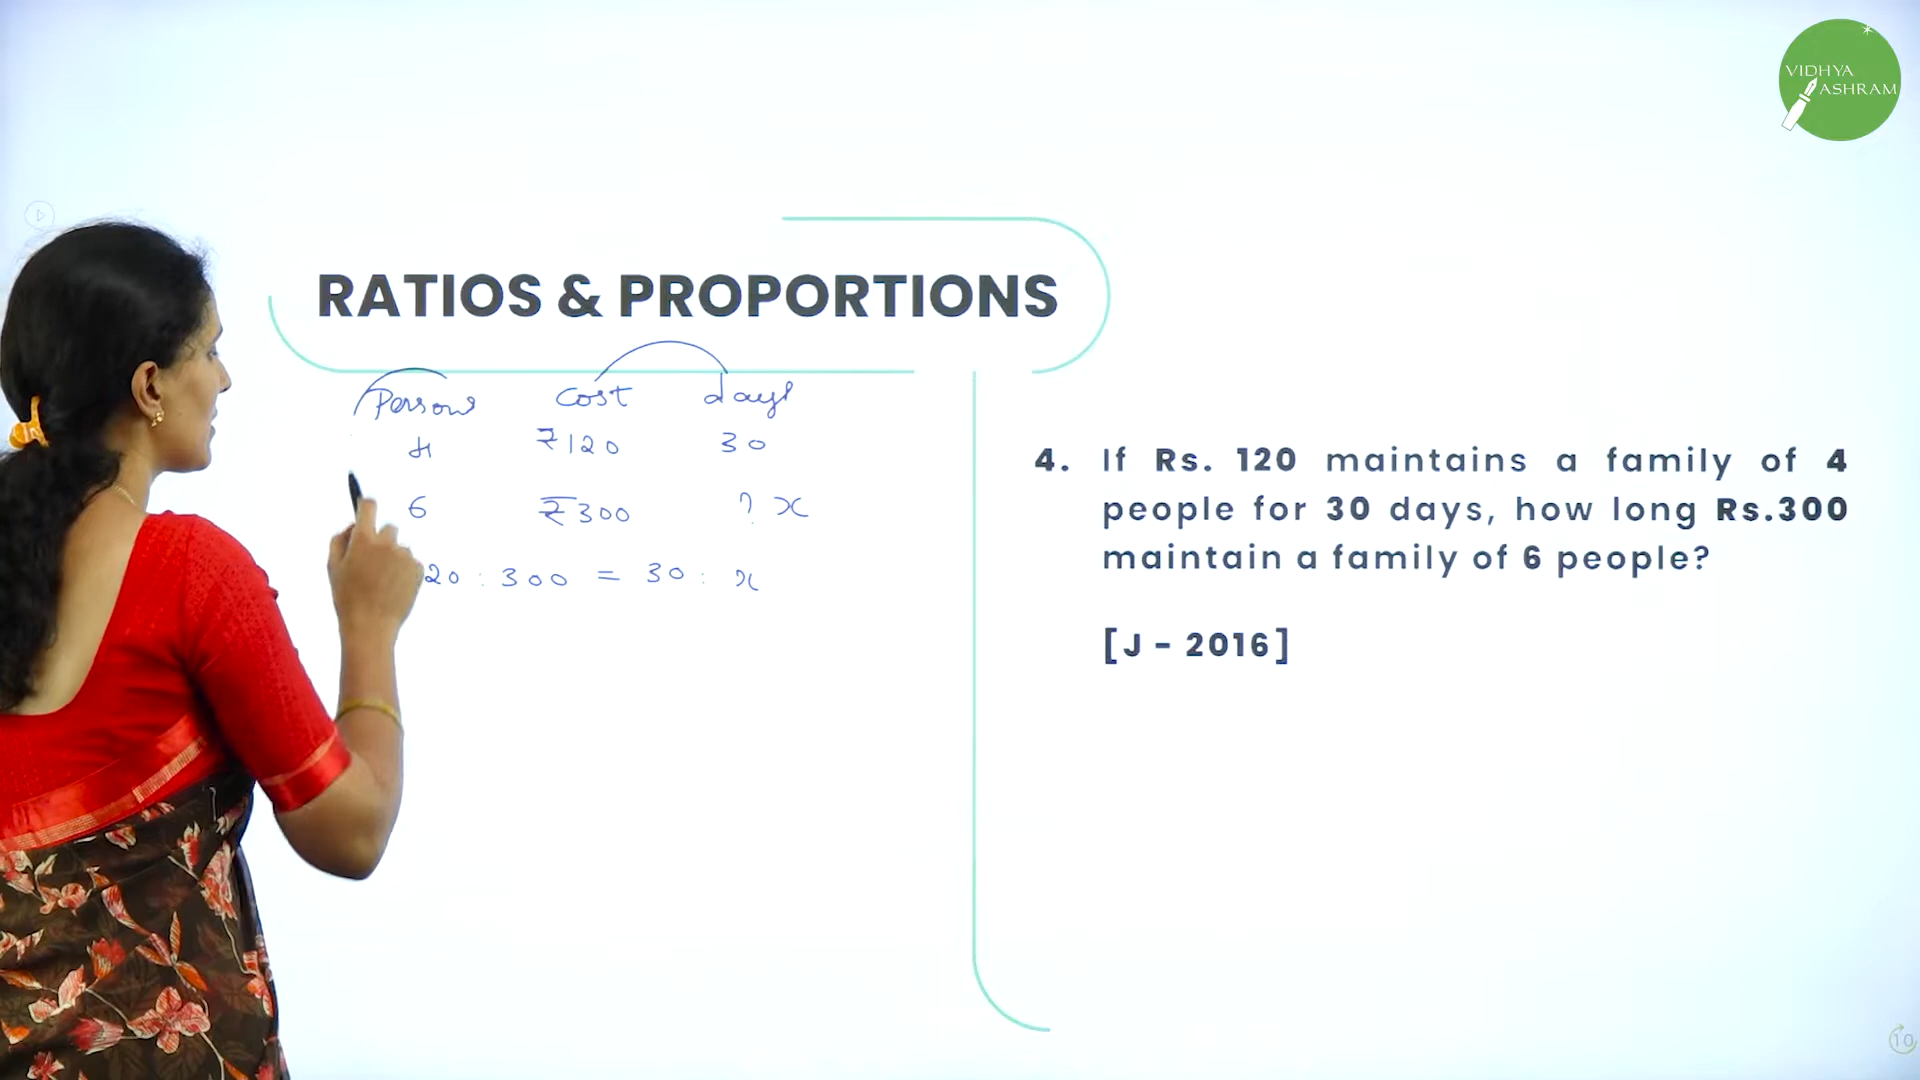 VIDHYA
ASHRAM
RATIOS & PROPORTIONS
Persons Cost days
4 ₹120 30
6 ₹300 ? x
20 : 300 = 30 : x
4. If Rs. 120 maintains a family of 4
people for 30 days, how long Rs.300
maintain a family of 6 people?
[J - 2016]
10